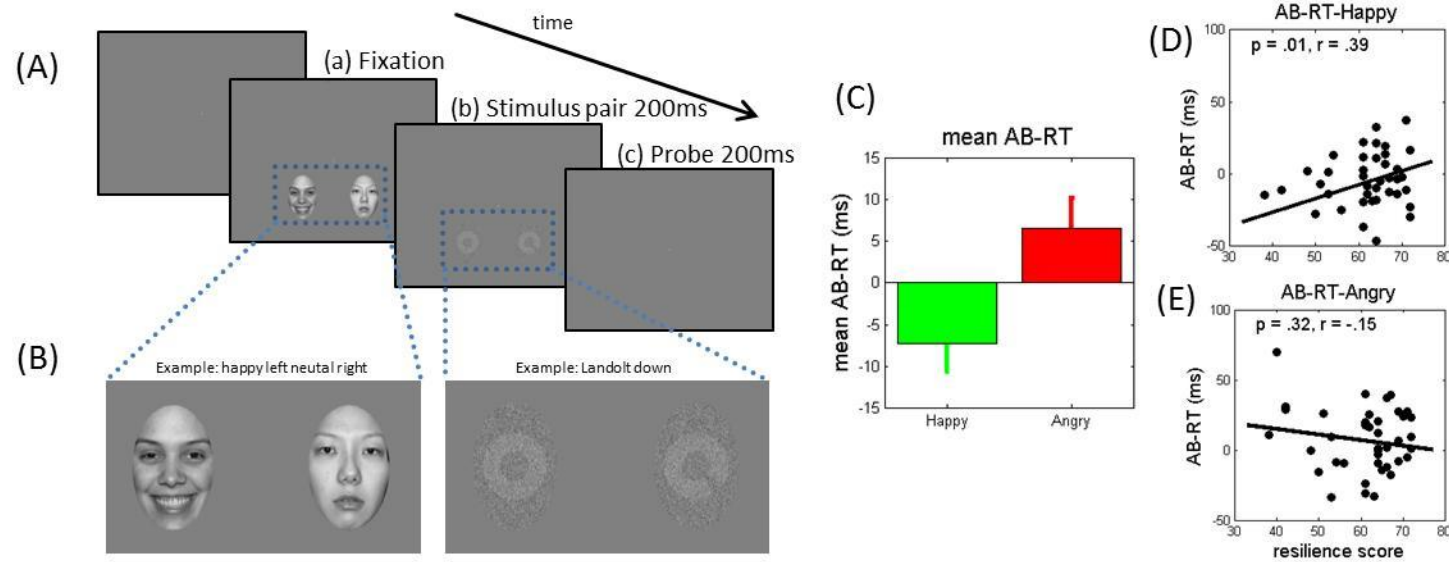 (A)
time
(a) Fixation
(b) Stimulus pair 200ms
(c) Probe 200ms
(B)
Example: happy left neutal right
Example: Landolt down
(C)
mean AB-RT
mean AB-RT (ms)
15
10
5
0
-5
-10
-15
Happy
Angry
(D)
AB-RT-Happy
p = .01, r = .39
AB-RT (ms)
100
50
0
-50
30
40
50
60
70
80
(E)
AB-RT-Angry
p = .32, r = -.15
AB-RT (ms)
100
50
0
-50
30
40
50
60
70
80
resilience score